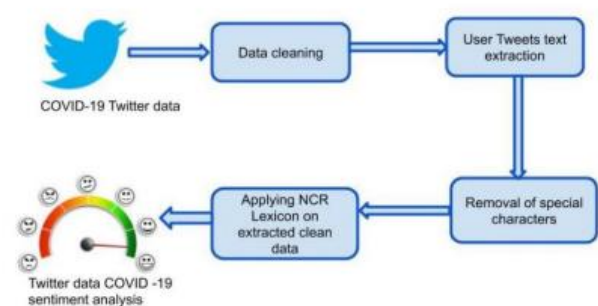 COVID-19 Twitter data
Data cleaning
User Tweets text
extraction
Removal of special
characters
Applying NCR
Lexicon on
extracted clean
data
Twitter data COVID -19
sentiment analysis